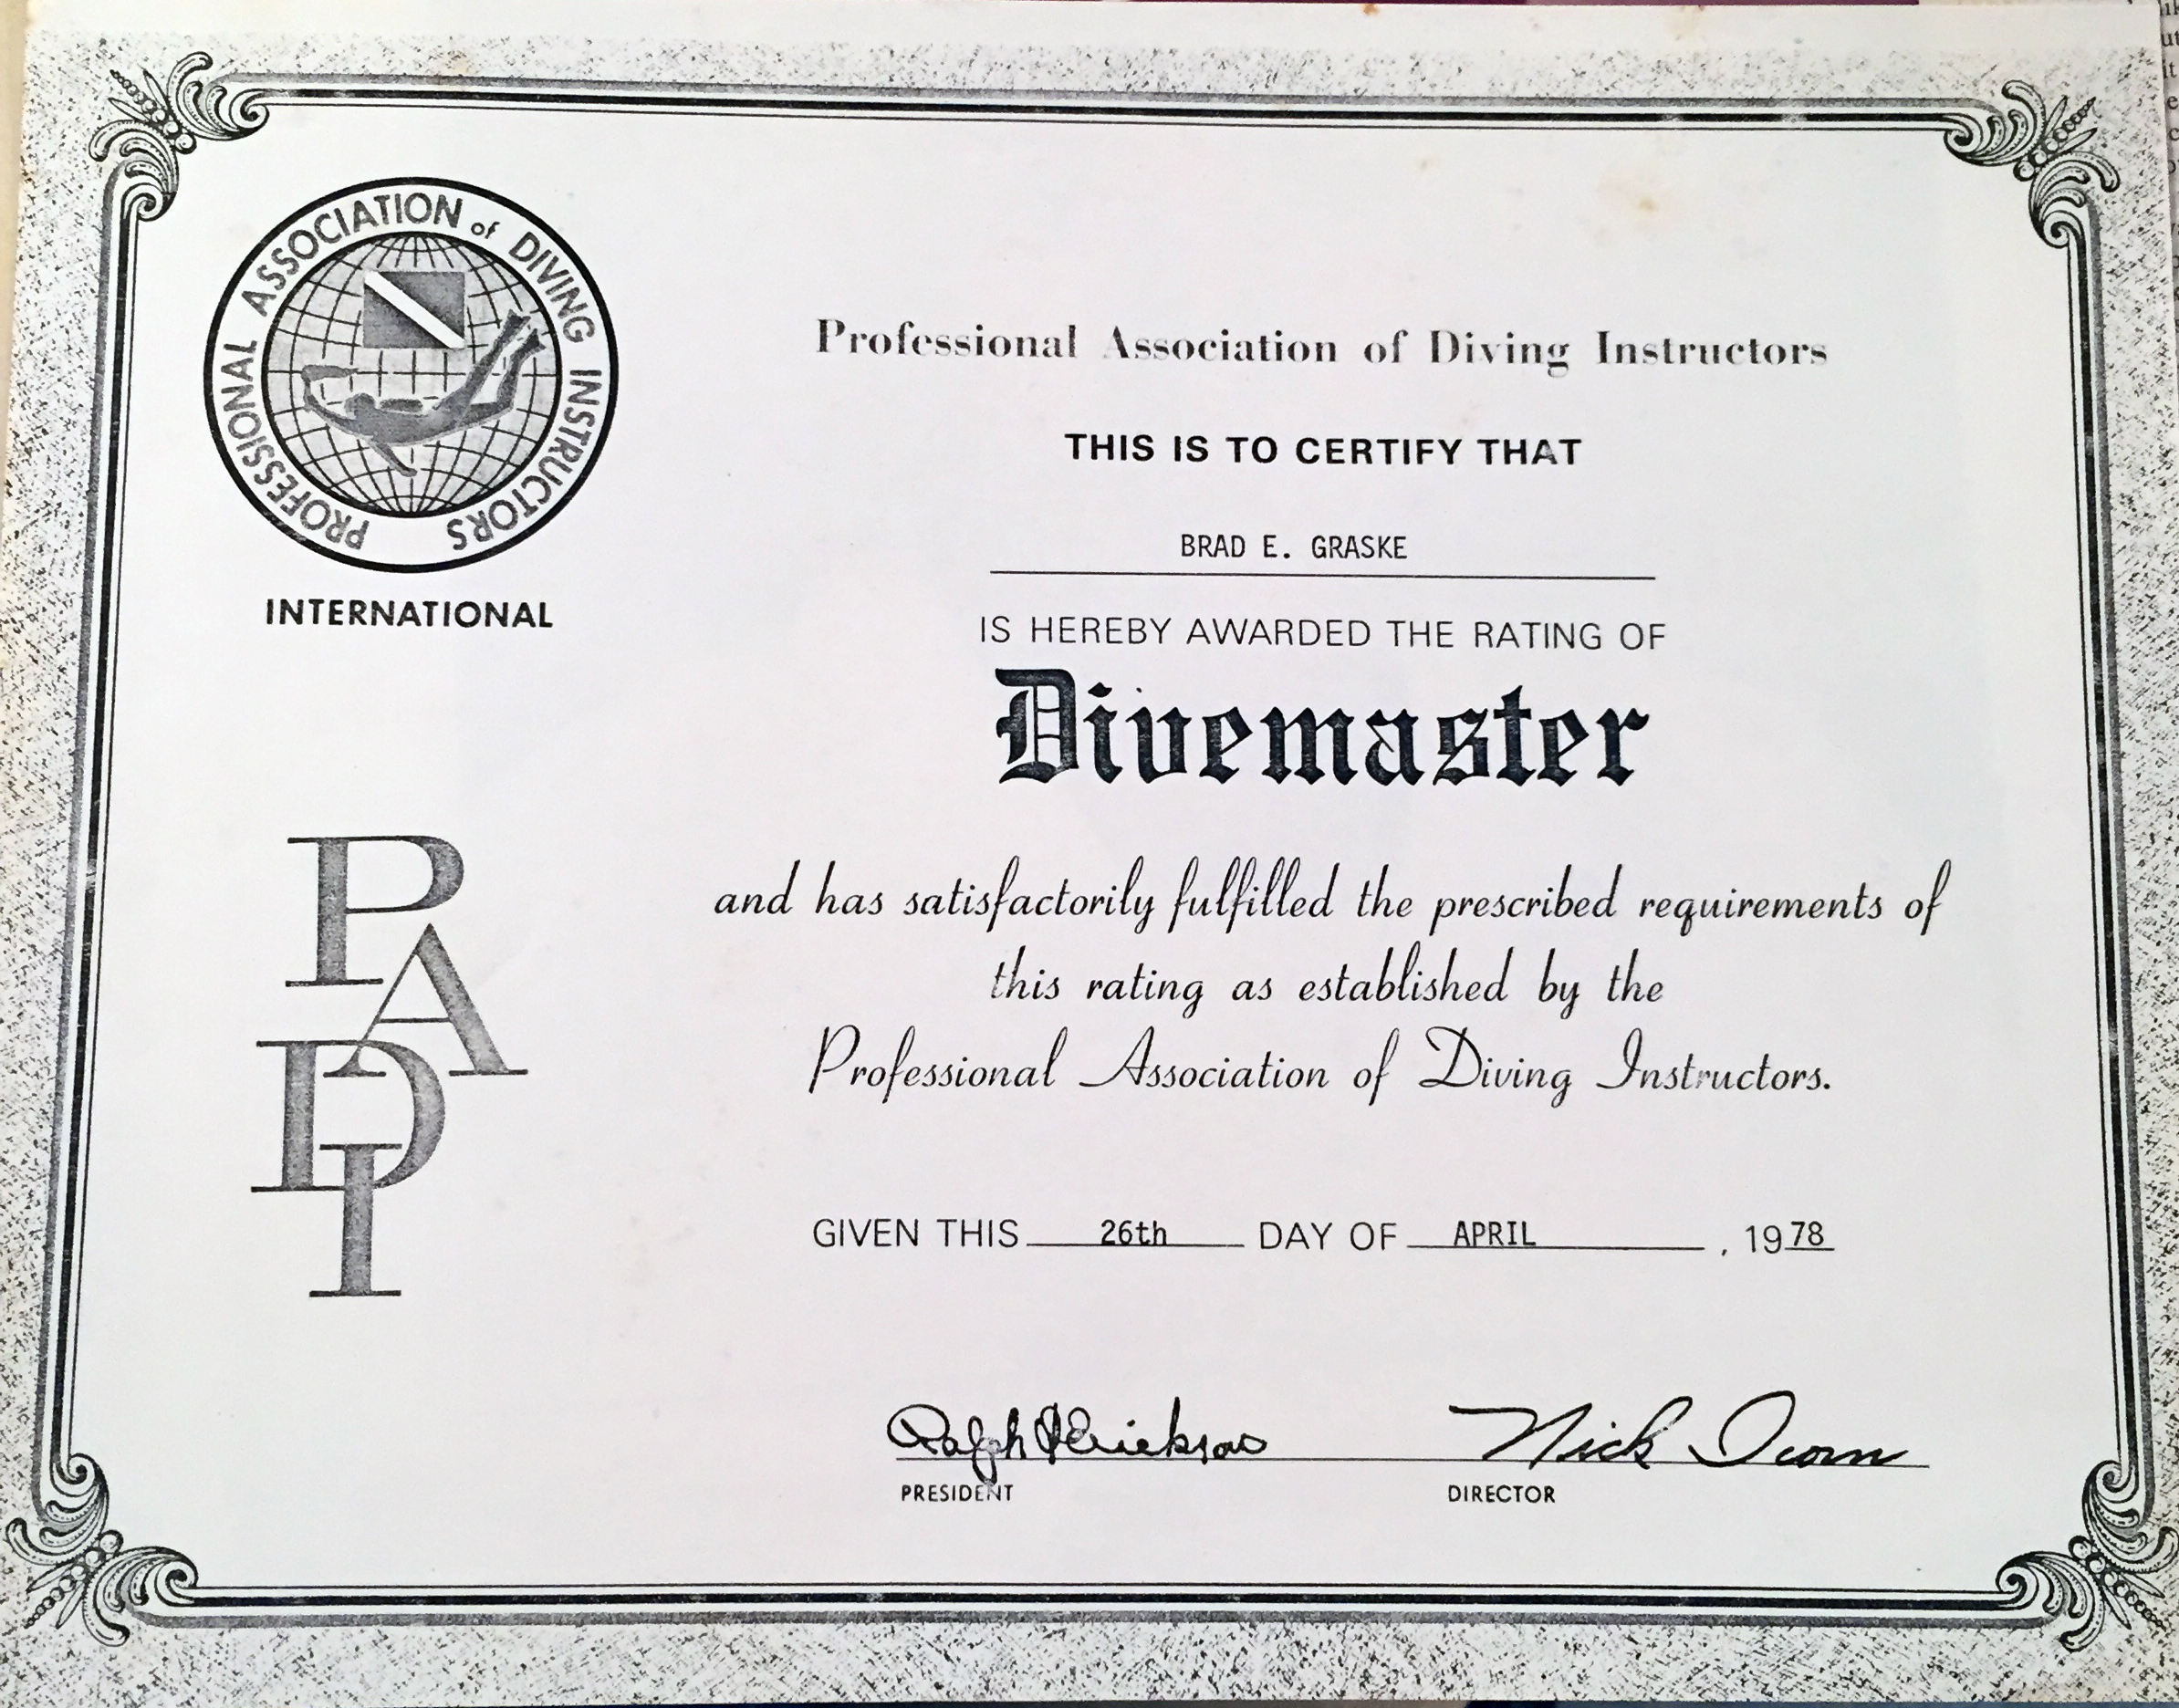 PROFESSIONAL ASSOCIATION of DIVING INSTRUCTORS
INTERNATIONAL
PADI
Professional Association of Diving Instructors
THIS IS TO CERTIFY THAT
BRAD E. GRASKE
IS HEREBY AWARDED THE RATING OF
Divemaster
and has satisfactorily fulfilled the prescribed requirements of
this rating as established by the
Professional Association of Diving Instructors.
GIVEN THIS 26th DAY OF APRIL , 1978
Ralph Erickson Nick Icorn
PRESIDENT DIRECTOR